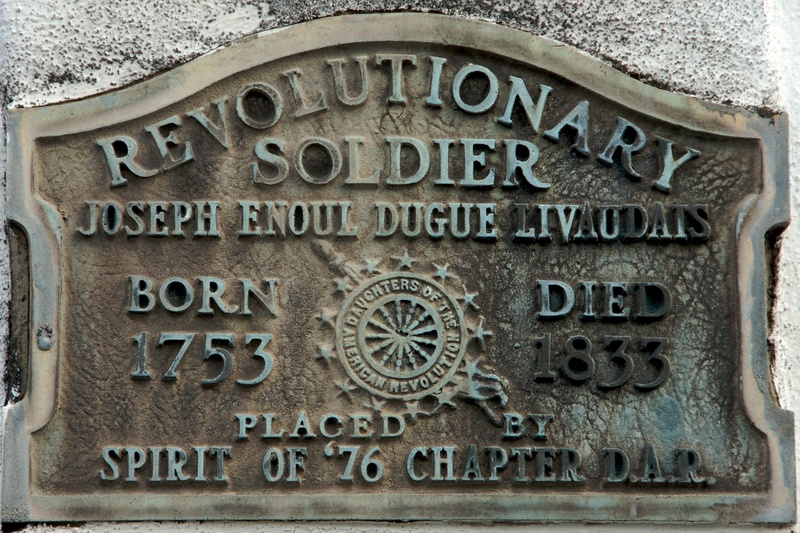 REVOLUTIONARY
SOLDIER
JOSEPH ENOUL DUGUE LIVAUDAIS
BORN DIED
1753 1833
DAUGHTERS OF THE
AMERICAN REVOLUTION
PLACED BY
SPIRIT OF '76 CHAPTER D.A.R.